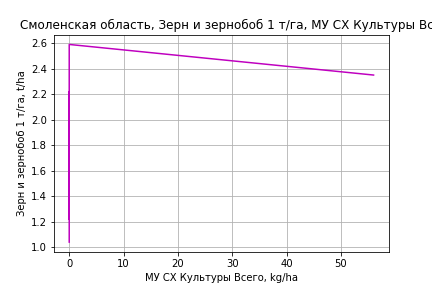 Смоленская область, Зерн и зернобоб 1 т/га, МУ СХ Культуры Вс
2.6
2.4
2.2
2.0
1.8
1.6
1.4
1.2
1.0
Зерн и зернобоб 1 т/га, t/ha
0 10 20 30 40 50
МУ СХ Культуры Всего, kg/ha